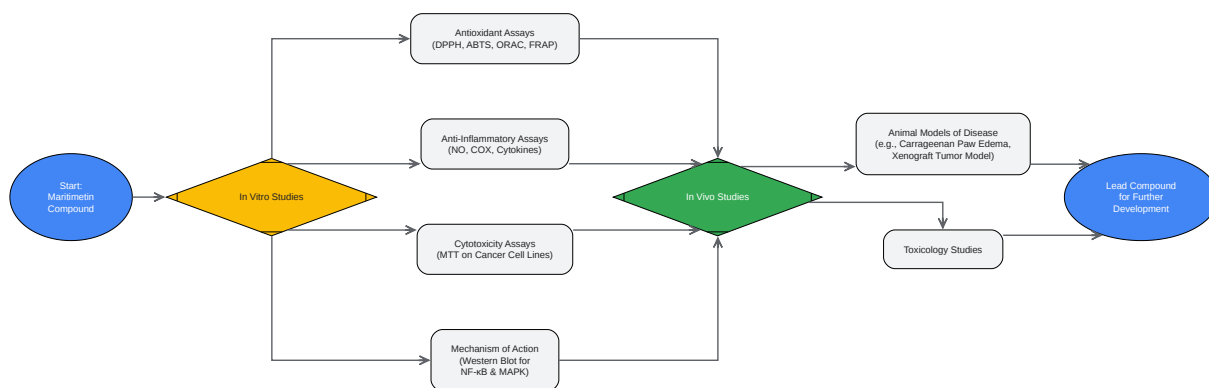 Start:
Maritimetin
Compound
In Vitro Studies
Antioxidant Assays
(DPPH, ABTS, ORAC, FRAP)
Anti-Inflammatory Assays
(NO, COX, Cytokines)
Cytotoxicity Assays
(MTT on Cancer Cell Lines)
Mechanism of Action
(Western Blot for
NF-κB & MAPK)
In Vivo Studies
Animal Models of Disease
(e.g., Carrageenan Paw Edema,
Xenograft Tumor Model)
Toxicology Studies
Lead Compound
for Further
Development